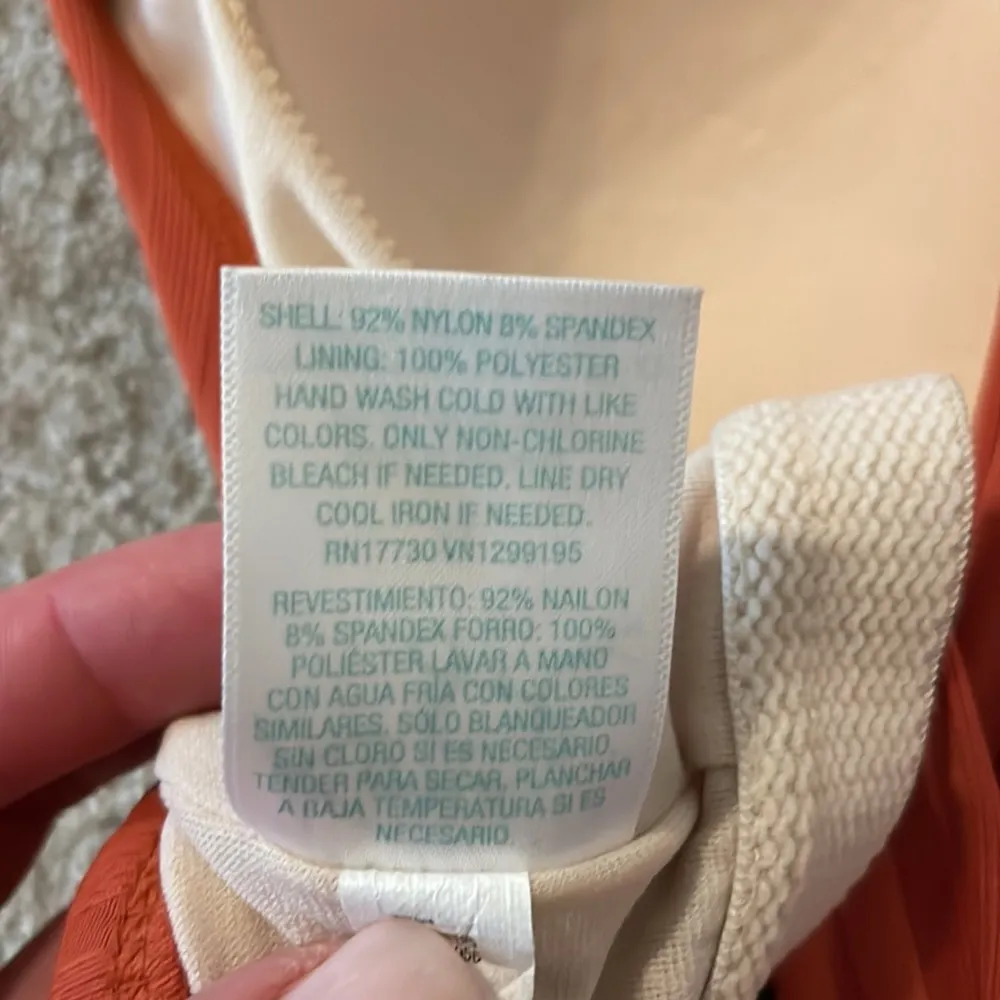 SHELL: 92% NYLON 8% SPANDEX
LINING: 100% POLYESTER
HAND WASH COLD WITH LIKE
COLORS. ONLY NON-CHLORINE
BLEACH IF NEEDED. LINE DRY
COOL IRON IF NEEDED.
RN17730 VN1299195
REVESTIMIENTO: 92% NAILON
8% SPANDEX FORRO: 100%
POLIÉSTER LAVAR A MANO
CON AGUA FRÍA CON COLORES
SIMILARES. SÓLO BLANQUEADOR
SIN CLORO SI ES NECESARIO.
TENDER PARA SECAR. PLANCHAR
A BAJA TEMPERATURA SI ES
NECESARIO.